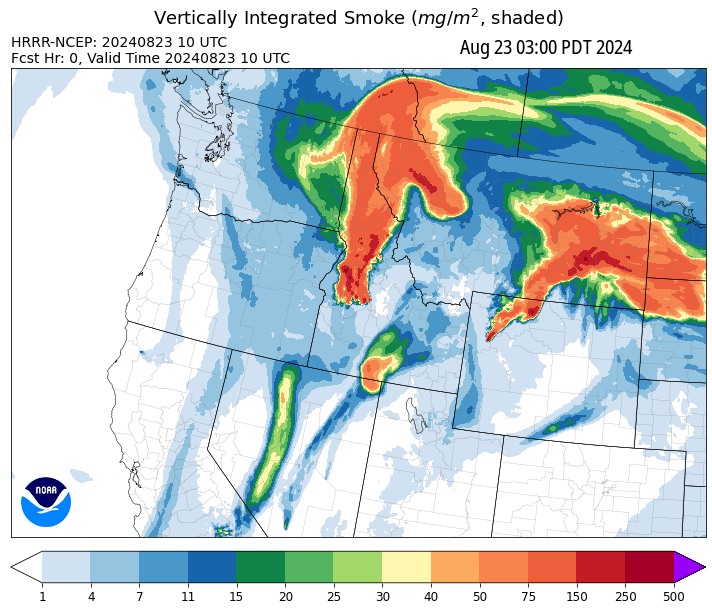 Vertically Integrated Smoke (mg/m², shaded)
HRRR-NCEP: 20240823 10 UTC
Fcst Hr: 0, Valid Time 20240823 10 UTC
Aug 23 03:00 PDT 2024
NOAA
1 4 7 11 15 20 25 30 40 50 75 150 250 500